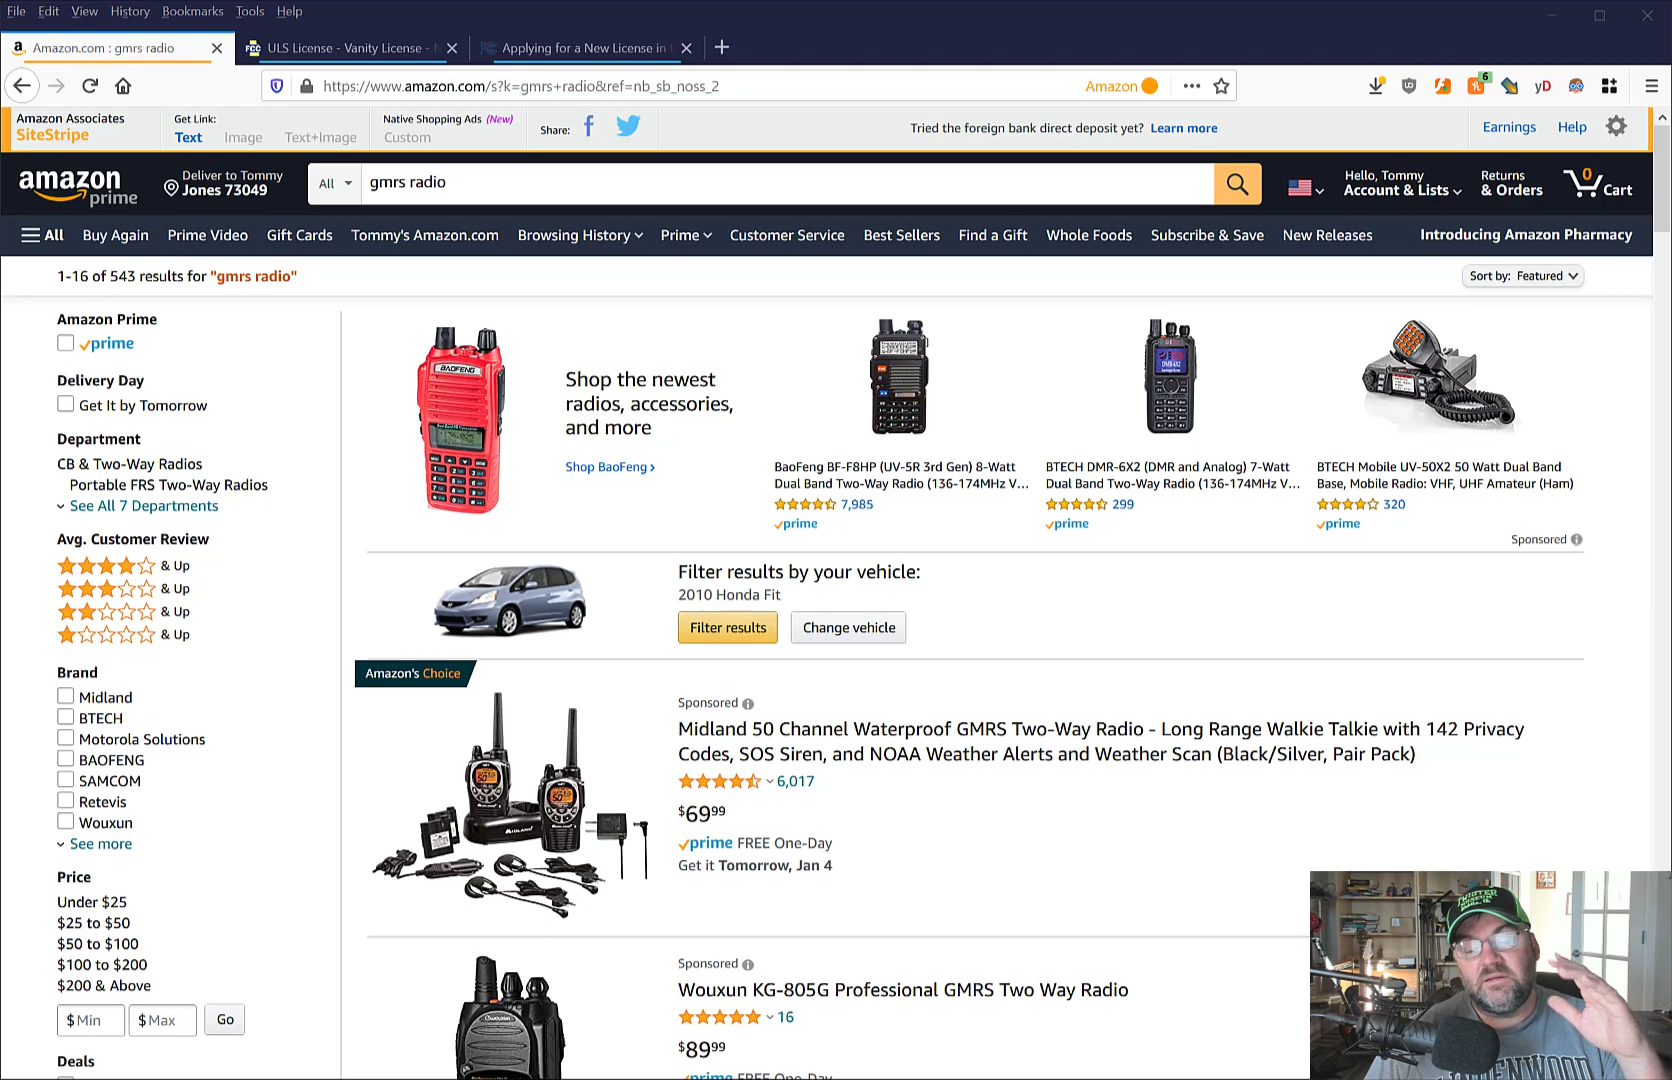 File Edit View History Bookmarks Tools Help
Amazon.com : gmrs radio
ULS License - Vanity License -
Applying for a New License in
https://www.amazon.com/s?k=gmrs+radio&ref=nb_sb_noss_2
Amazon
6
yD
Amazon Associates
SiteStripe
Get Link:
Text Image Text+Image
Native Shopping Ads (New)
Custom
Share:
Tried the foreign bank direct deposit yet? Learn more
Earnings Help
amazon
prime
Deliver to Tommy
Jones 73049
All
gmrs radio
Hello, Tommy
Account & Lists
Returns
& Orders
0
Cart
All Buy Again Prime Video Gift Cards Tommy's Amazon.com Browsing History Prime Customer Service Best Sellers Find a Gift Whole Foods Subscribe & Save New Releases Introducing Amazon Pharmacy
1-16 of 543 results for "gmrs radio"
Sort by: Featured
Amazon Prime
prime
Delivery Day
Get It by Tomorrow
Department
CB & Two-Way Radios
Portable FRS Two-Way Radios
See All 7 Departments
Avg. Customer Review
& Up
& Up
& Up
& Up
Brand
Midland
BTECH
Motorola Solutions
BAOFENG
SAMCOM
Retevis
Wouxun
See more
Price
Under $25
$25 to $50
$50 to $100
$100 to $200
$200 & Above
$ Min $ Max Go
Deals
BAOFENG
Shop the newest
radios, accessories,
and more
Shop BaoFeng ›
BaoFeng BF-F8HP (UV-5R 3rd Gen) 8-Watt
Dual Band Two-Way Radio (136-174MHz V...
7,985
prime
BTECH DMR-6X2 (DMR and Analog) 7-Watt
Dual Band Two-Way Radio (136-174MHz V...
299
prime
BTECH Mobile UV-50X2 50 Watt Dual Band
Base, Mobile Radio: VHF, UHF Amateur (Ham)
320
prime
Sponsored
Filter results by your vehicle:
2010 Honda Fit
Filter results Change vehicle
Amazon's Choice
Sponsored
Midland 50 Channel Waterproof GMRS Two-Way Radio - Long Range Walkie Talkie with 142 Privacy
Codes, SOS Siren, and NOAA Weather Alerts and Weather Scan (Black/Silver, Pair Pack)
6,017
$69.99
prime FREE One-Day
Get it Tomorrow, Jan 4
MIDLAND
Sponsored
Wouxun KG-805G Professional GMRS Two Way Radio
16
$89.99
prime FREE One-Day
WOUXUN
TWISTER